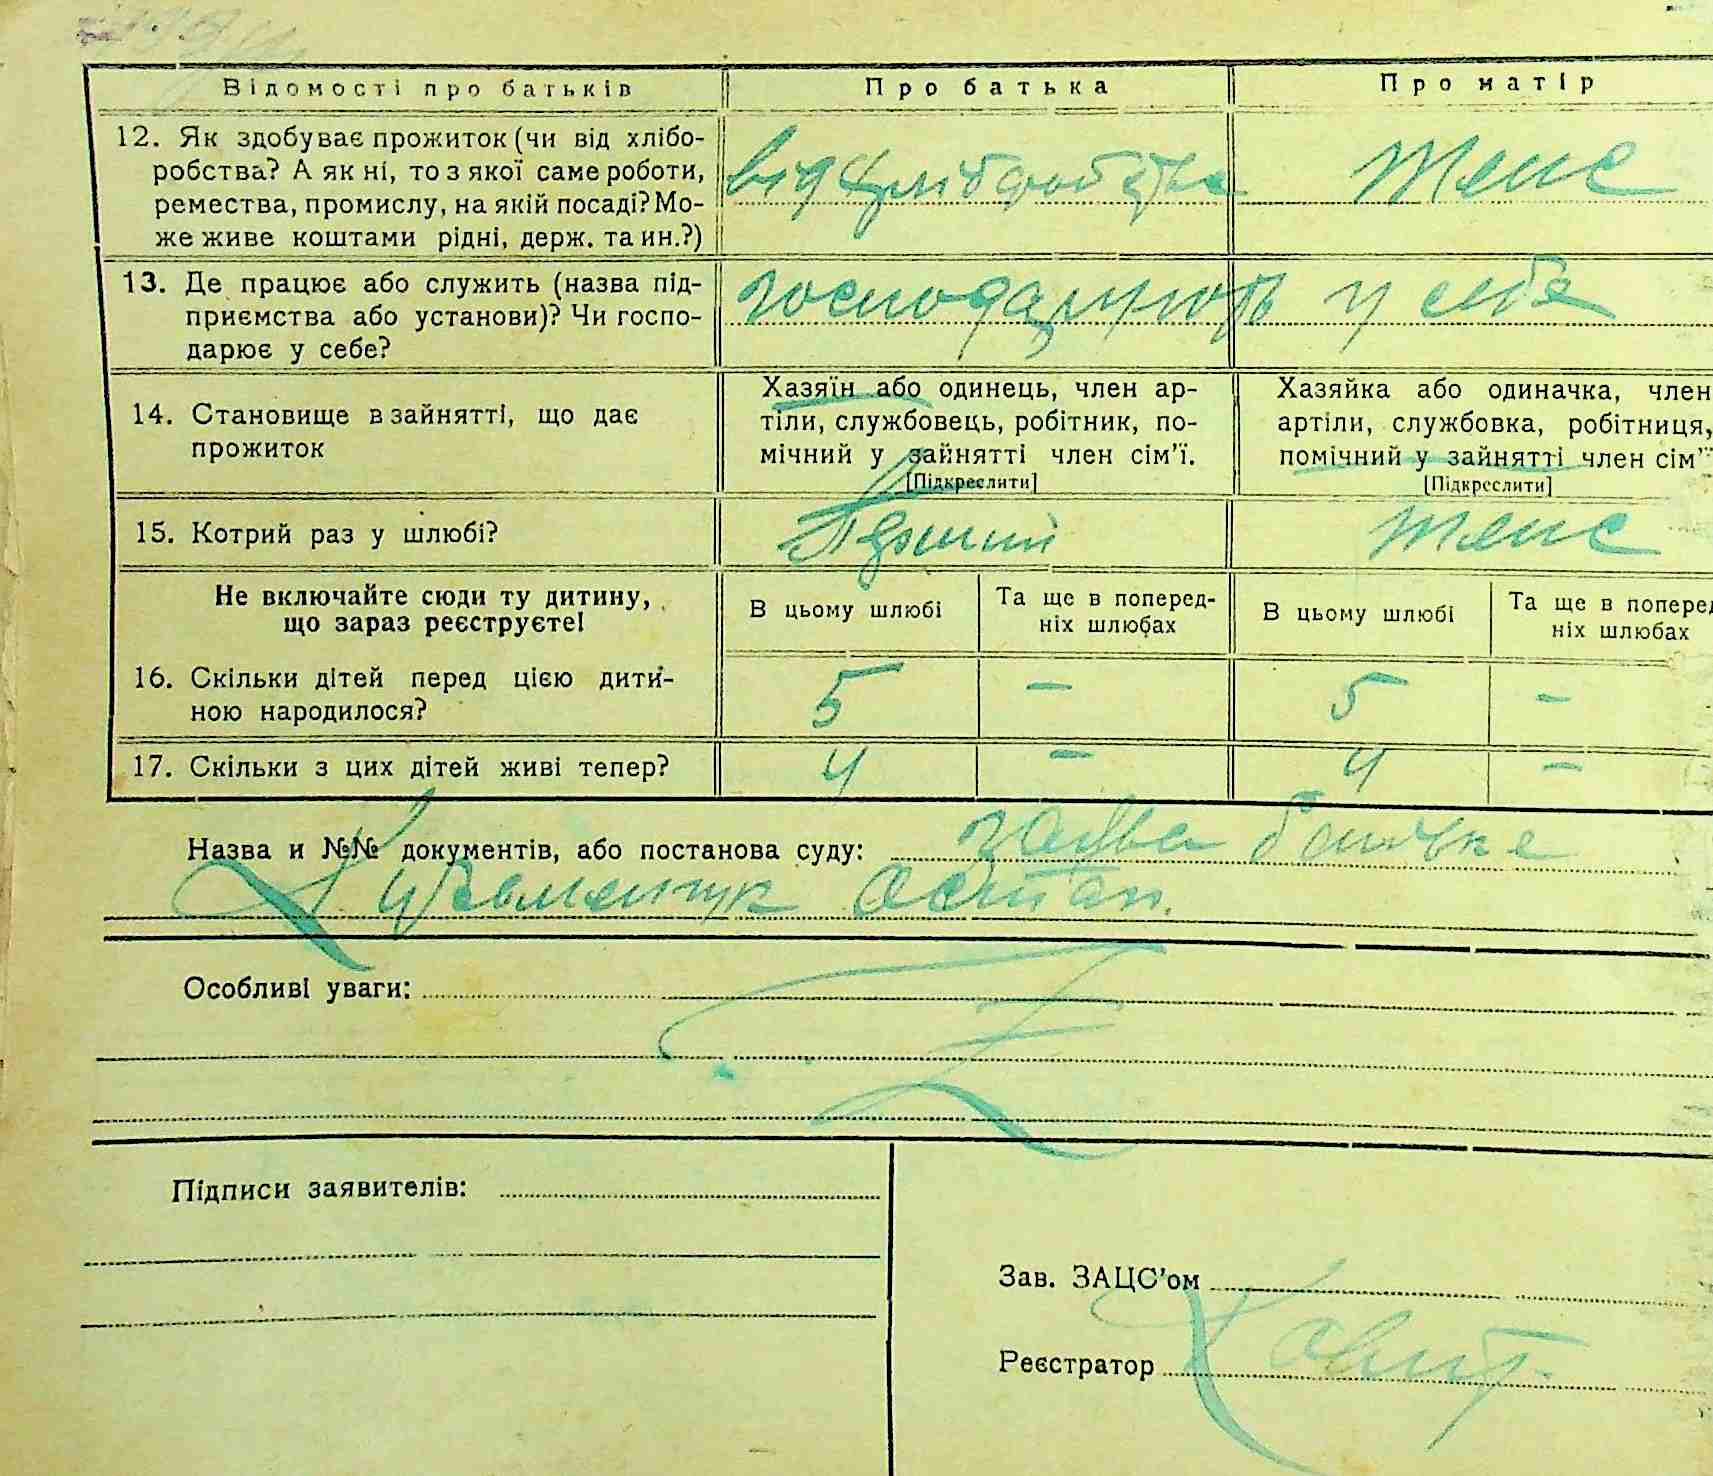 Відомості про батьків Про батька Про матір
12. Як здобуває прожиток (чи від хлібо-
робства? А як ні, то з якої саме роботи,
ремества, промислу, на якій посаді? Мо-
же живе коштами рідні, держ. та ин.?)
від хліборобства теже
13. Де працює або служить (назва під-
приємства або установи)? Чи госпо-
дарює у себе?
господарують у себе
14. Становище в зайнятті, що дає
прожиток
Хазяїн або одинець, член ар-
тіли, службовець, робітник, по-
мічний у зайнятті член сім'ї.
[Підкреслити]
Хазяйка або одиначка, член
артіли, службовка, робітниця,
помічний у зайнятті член сім'ї
[Підкреслити]
15. Котрий раз у шлюбі? Перший теже
Не включайте сюди ту дитину,
що зараз реєструєте!
В цьому шлюбі
Та ще в поперед-
ніх шлюбах
В цьому шлюбі
Та ще в поперед
ніх шлюбах
16. Скільки дітей перед цією дити-
ною народилося?
5 - 5 -
17. Скільки з цих дітей живі тепер? 4 - 4 -
Назва и №№ документів, або постанова суду: заява батька
Остап.
Особливі уваги:
Підписи заявителів:
Зав. ЗАЦС'ом
Реєстратор